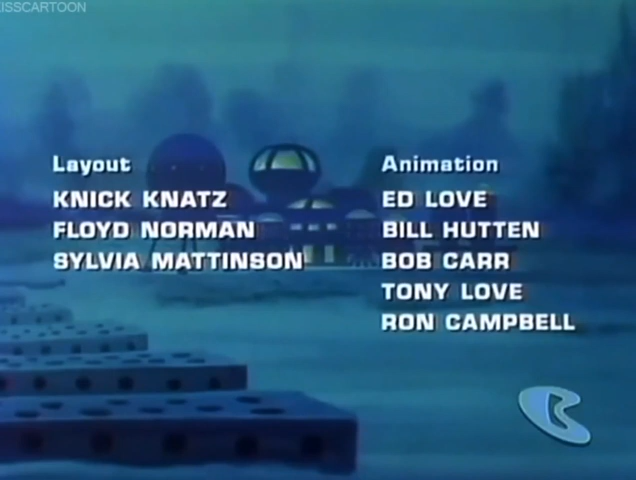 ISSCARTOON
Layout
KNICK KNATZ
FLOYD NORMAN
SYLVIA MATTINSON
Animation
ED LOVE
BILL HUTTEN
BOB CARR
TONY LOVE
RON CAMPBELL